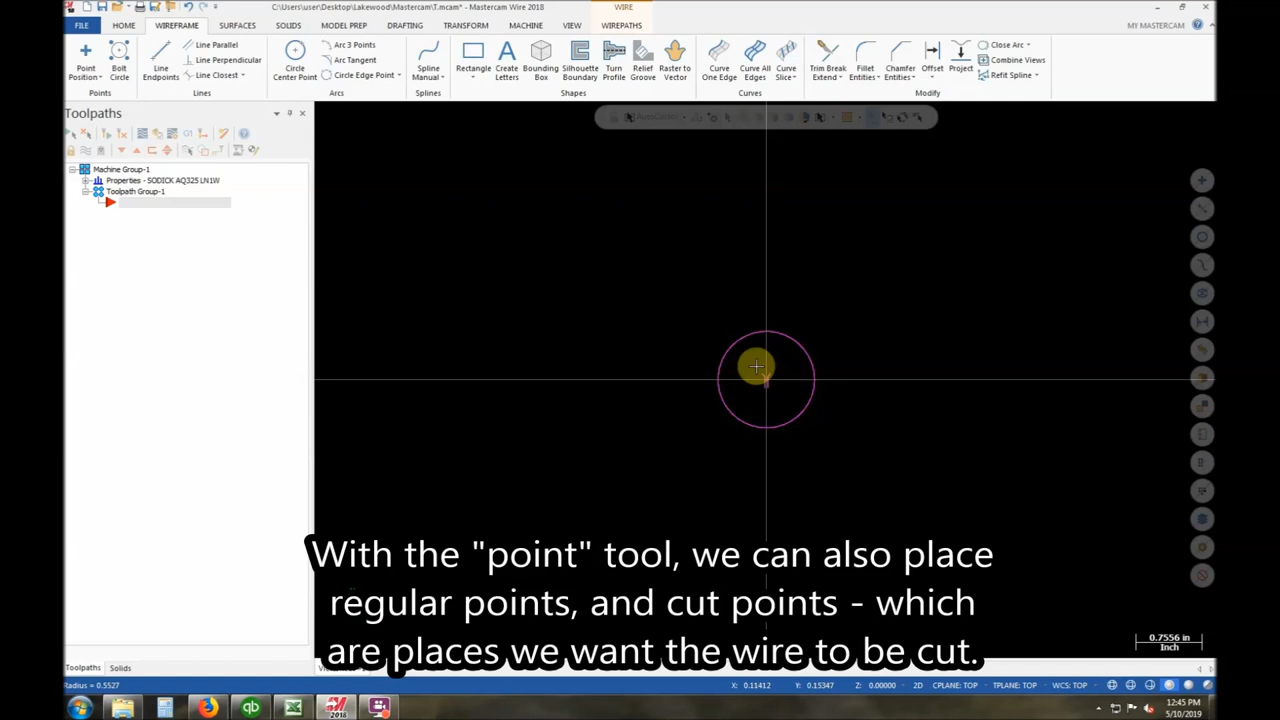 C:\Users\user\Desktop\Lakewood\Mastercam\T.mcam* - Mastercam Wire 2018
WIRE
FILE HOME WIREFRAME SURFACES SOLIDS MODEL PREP DRAFTING TRANSFORM MACHINE VIEW WIREPATHS
MY MASTERCAM
Point Position
Bolt Circle
Points
Line Endpoints
Line Parallel
Line Perpendicular
Line Closest
Lines
Circle Center Point
Arc 3 Points
Arc Tangent
Circle Edge Point
Arcs
Spline Manual
Splines
Rectangle
Create Letters
Bounding Box
Silhouette Boundary
Turn Profile
Relief Groove
Raster to Vector
Shapes
Curve One Edge
Curve All Edges
Curve Slice
Curves
Trim Break Extend
Fillet Entities
Chamfer Entities
Offset
Project
Close Arc
Combine Views
Refit Spline
Modify
Toolpaths
Machine Group-1
Properties - SODICK AQ325 LN1W
Toolpath Group-1
AutoCursor
With the "point" tool, we can also place
regular points, and cut points - which
are places we want the wire to be cut.
0.7556 in
Inch
Toolpaths Solids
Radius = 0.5527
X: 0.11412 Y: 0.15347 Z: 0.00000 2D CPLANE: TOP TPLANE: TOP WCS: TOP
2018
12:45 PM
5/10/2019